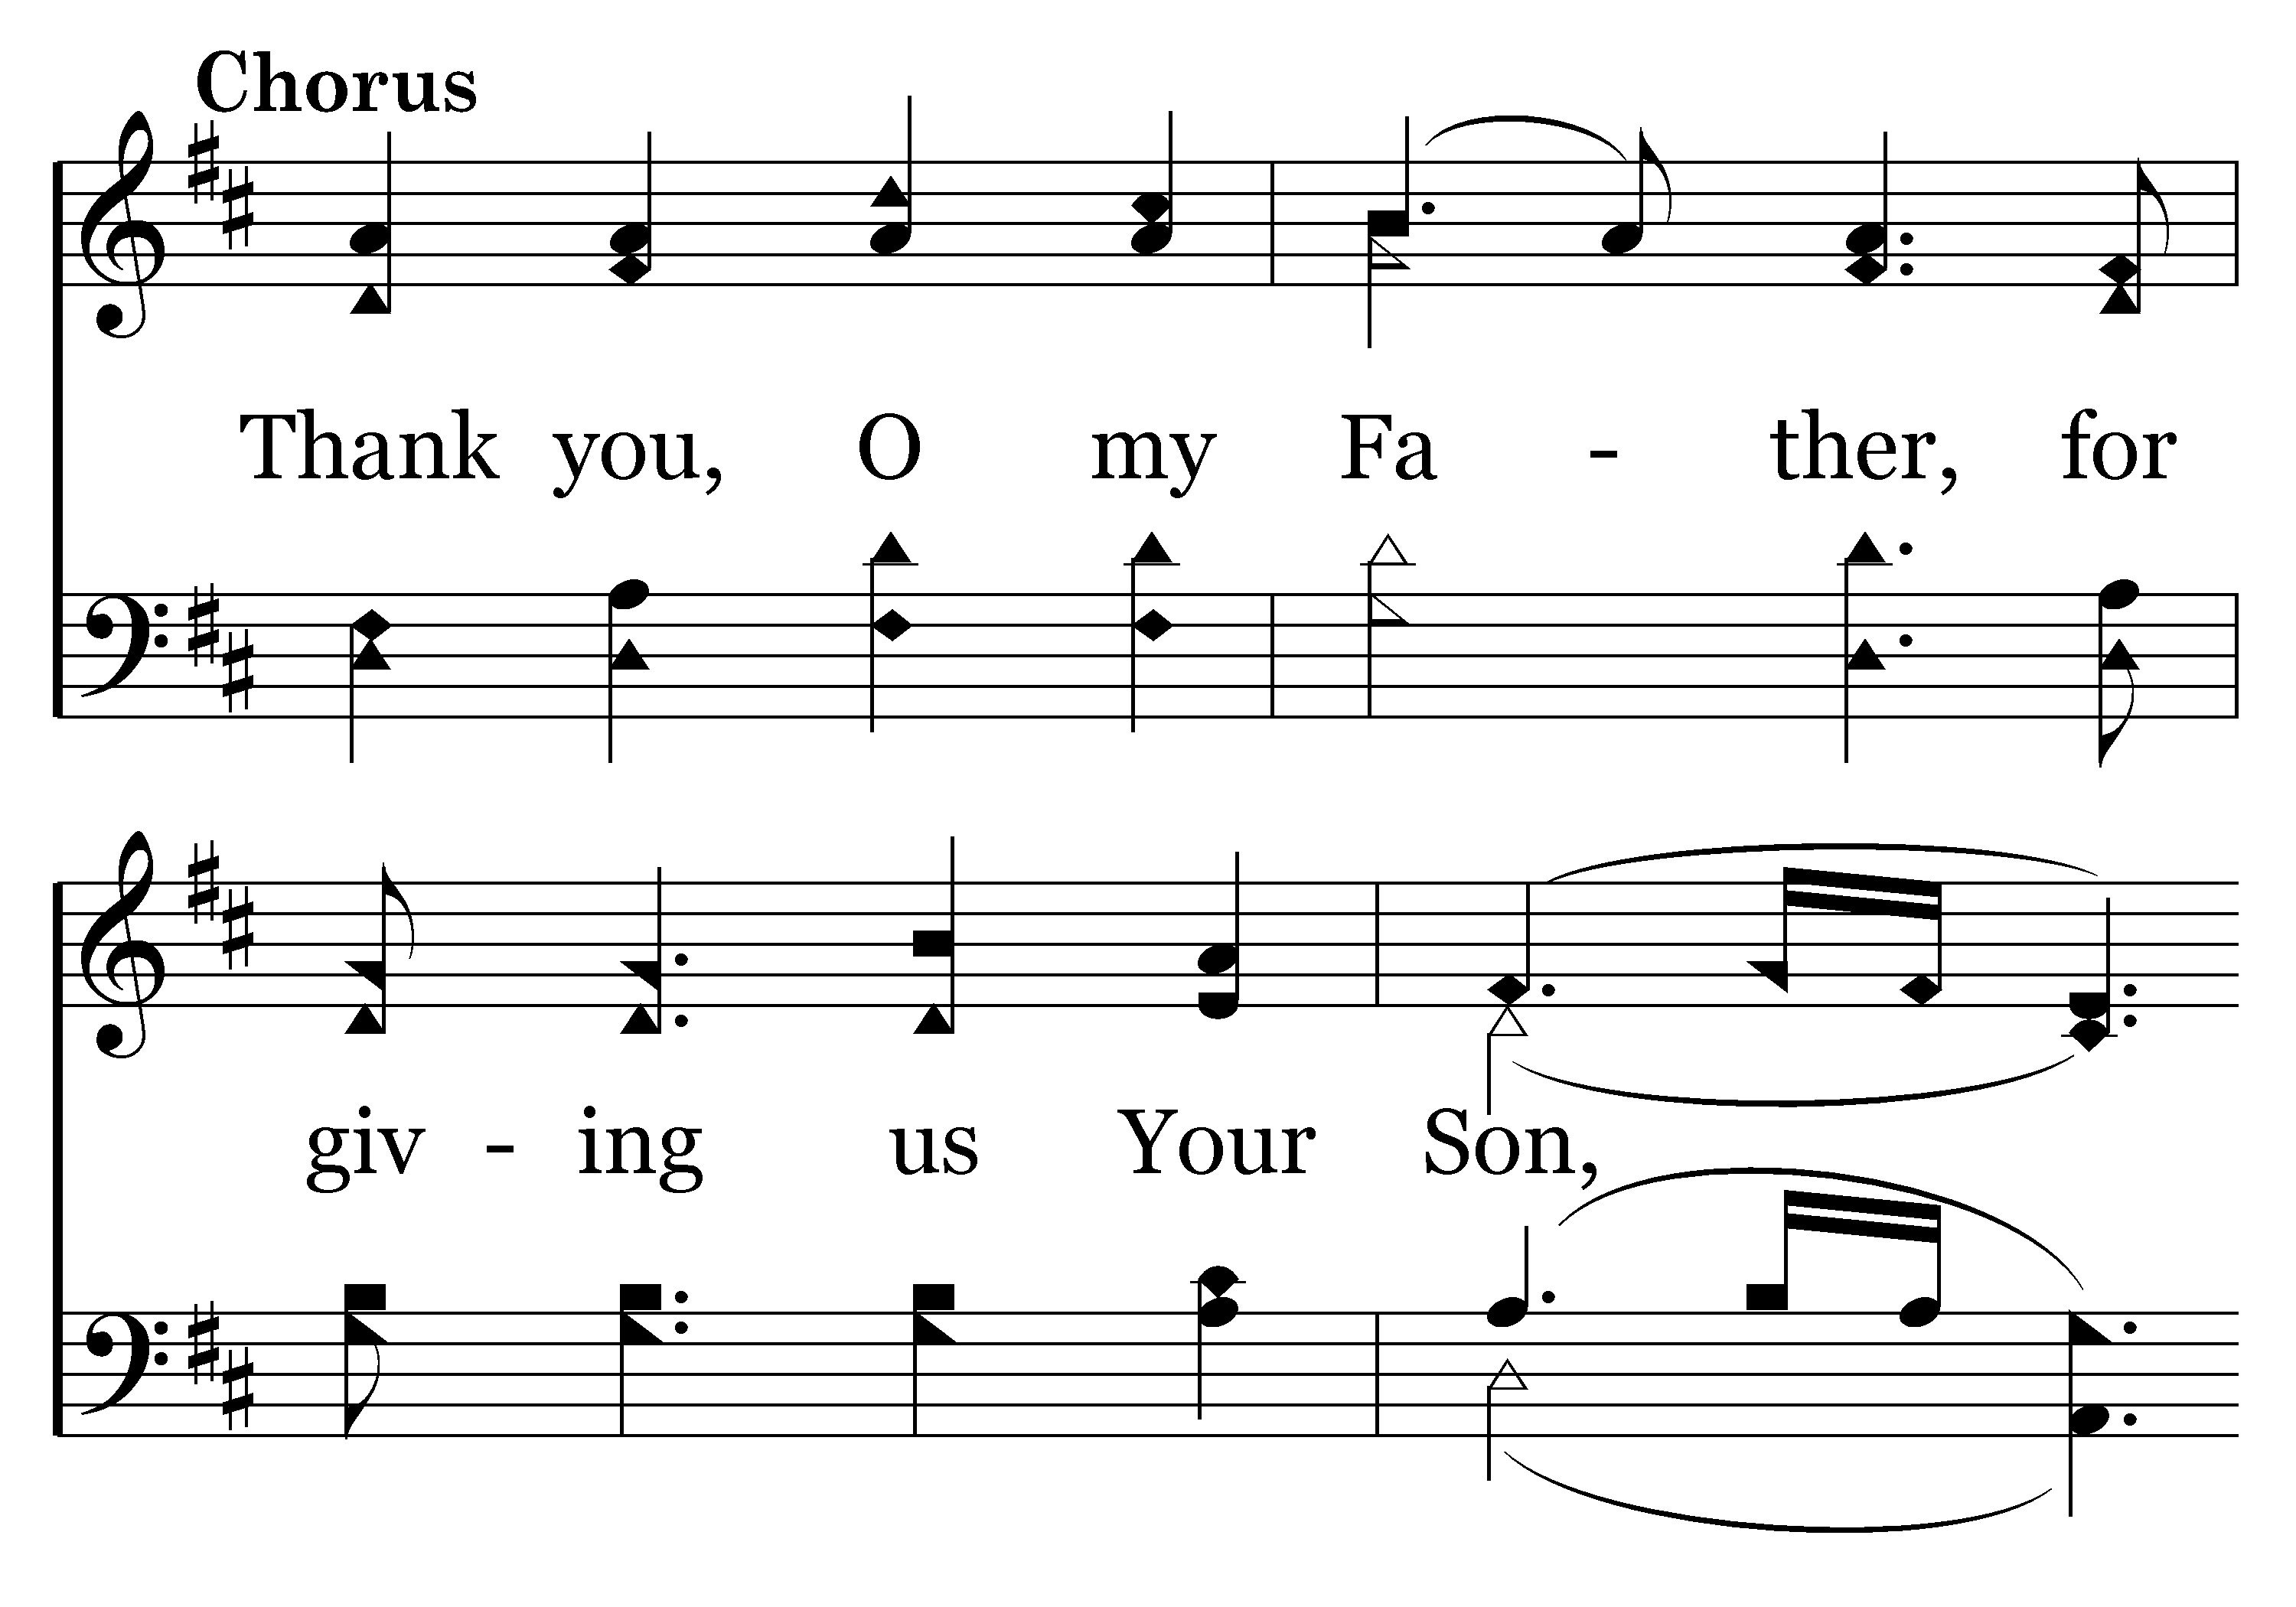 Chorus
Thank you, O my Fa - ther, for
giv - ing us Your Son,